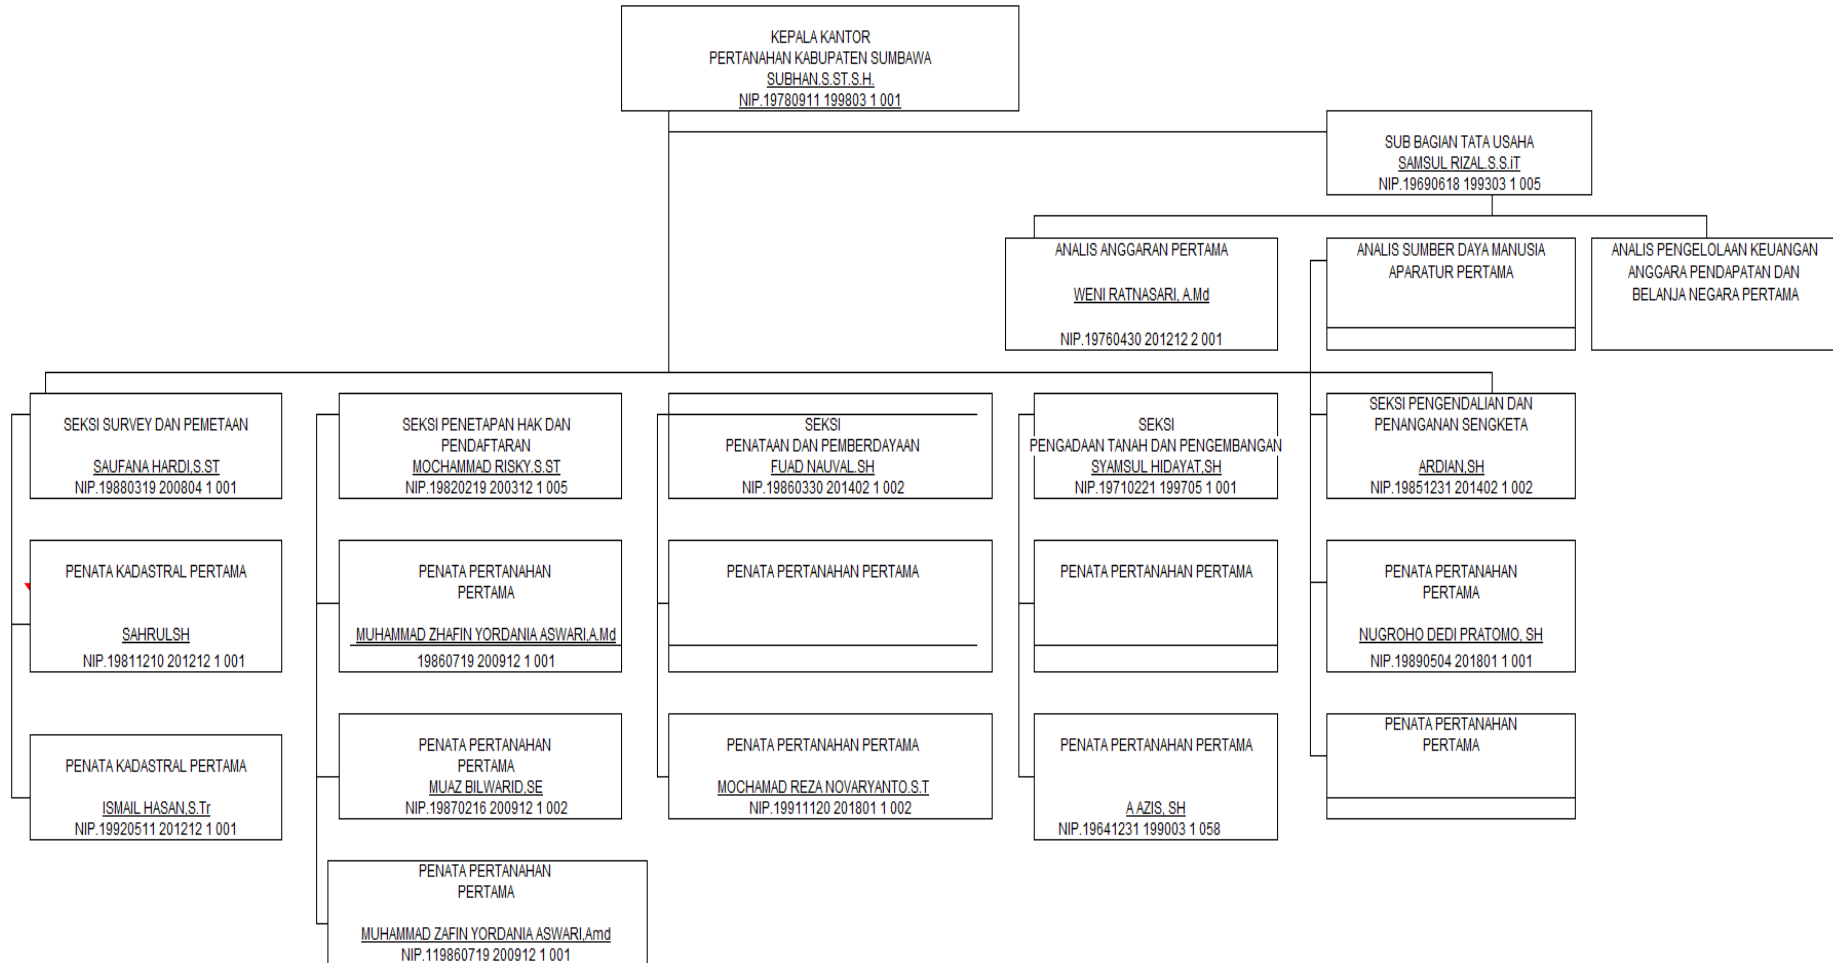 KEPALA KANTOR
PERTANAHAN KABUPATEN SUMBAWA
SUBHAN.S.ST.S.H.
NIP.19780911 199803 1 001
SUB BAGIAN TATA USAHA
SAMSUL RIZAL.S.S.iT
NIP.19690618 199303 1 005
ANALIS ANGGARAN PERTAMA
WENI RATNASARI, A.Md
NIP.19760430 201212 2 001
ANALIS SUMBER DAYA MANUSIA
APARATUR PERTAMA
ANALIS PENGELOLAAN KEUANGAN
ANGGARA PENDAPATAN DAN
BELANJA NEGARA PERTAMA
SEKSI SURVEY DAN PEMETAAN
SAUFANA HARDI,S.ST
NIP.19880319 200804 1 001
SEKSI PENETAPAN HAK DAN
PENDAFTARAN
MOCHAMMAD RISKY.S.ST
NIP.19820219 200312 1 005
SEKSI
PENATAAN DAN PEMBERDAYAAN
FUAD NAUVAL.SH
NIP.19860330 201402 1 002
SEKSI
PENGADAAN TANAH DAN PENGEMBANGAN
SYAMSUL HIDAYAT,SH
NIP.19710221 199705 1 001
SEKSI PENGENDALIAN DAN
PENANGANAN SENGKETA
ARDIAN,SH
NIP.19851231 201402 1 002
PENATA KADASTRAL PERTAMA
SAHRULSH
NIP.19811210 201212 1 001
PENATA PERTANAHAN
PERTAMA
MUHAMMAD ZHAFIN YORDANIA ASWARI,A.Md
19860719 200912 1 001
PENATA PERTANAHAN PERTAMA
PENATA PERTANAHAN PERTAMA
PENATA PERTANAHAN
PERTAMA
NUGROHO DEDI PRATOMO, SH
NIP.19890504 201801 1 001
PENATA KADASTRAL PERTAMA
ISMAIL HASAN,S.Tr
NIP.19920511 201212 1 001
PENATA PERTANAHAN
PERTAMA
MUAZ BILWARID,SE
NIP.19870216 200912 1 002
PENATA PERTANAHAN PERTAMA
MOCHAMAD REZA NOVARYANTO.S.T
NIP.19911120 201801 1 002
PENATA PERTANAHAN PERTAMA
A AZIS, SH
NIP.19641231 199003 1 058
PENATA PERTANAHAN
PERTAMA
PENATA PERTANAHAN
PERTAMA
MUHAMMAD ZAFIN YORDANIA ASWARI,Amd
NIP.119860719 200912 1 001